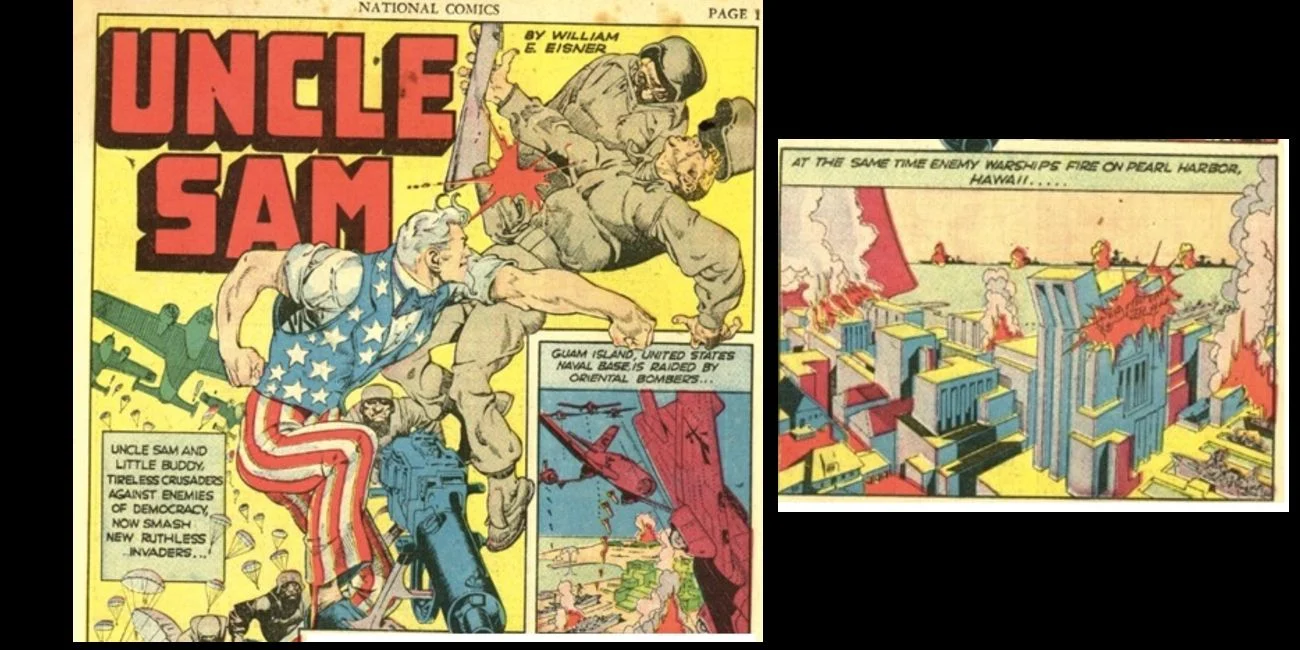 NATIONAL COMICS
PAGE 1
UNCLE
SAM
BY WILLIAM
E. EISNER
GUAM ISLAND, UNITED STATES
NAVAL BASE IS RAIDED BY
ORIENTAL BOMBERS...
UNCLE SAM AND
LITTLE BUDDY,
TIRELESS CRUSADERS
AGAINST ENEMIES
OF DEMOCRACY,
NOW SMASH
NEW RUTHLESS
..INVADERS...!
AT THE SAME TIME ENEMY WARSHIPS FIRE ON PEARL HARBOR,
HAWAII.....